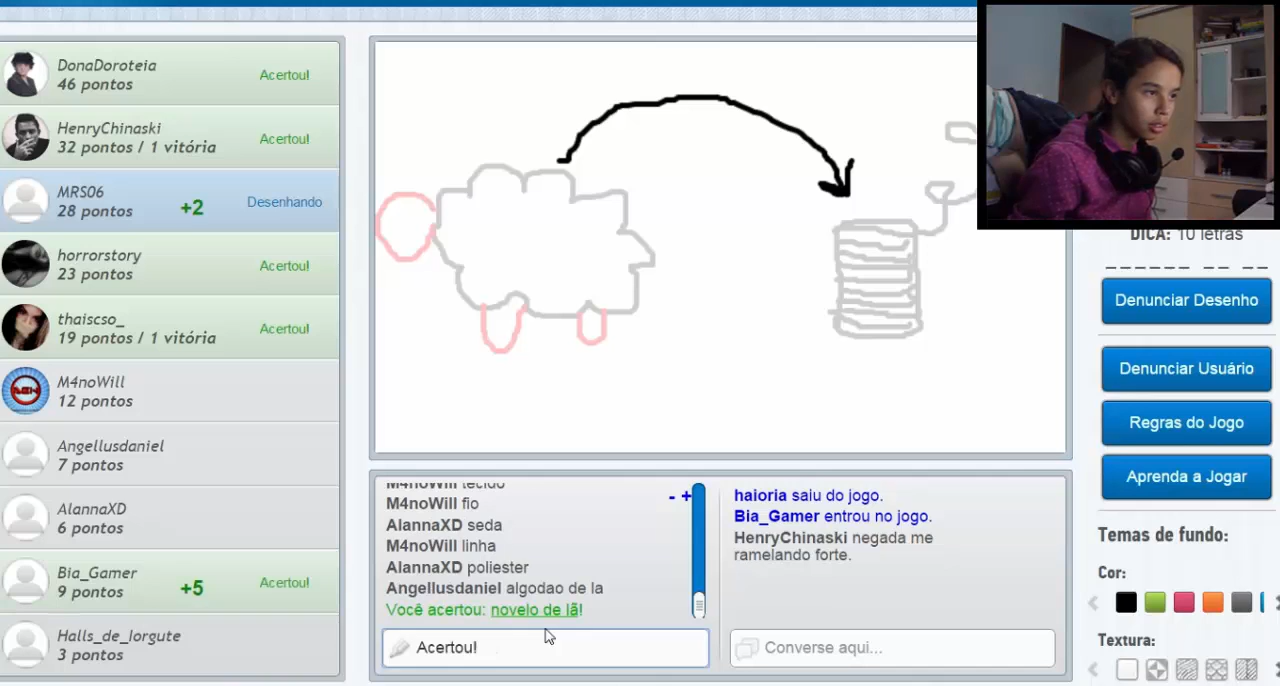 DonaDoroteia
46 pontos
Acertou!
HenryChinaski
32 pontos / 1 vitória
Acertou!
MRS06
28 pontos
+2
Desenhando
horrorstory
23 pontos
Acertou!
thaiscso_
19 pontos / 1 vitória
Acertou!
M4noWill
12 pontos
Angellusdaniel
7 pontos
AlannaXD
6 pontos
Bia_Gamer
9 pontos
+5
Acertou!
Halls_de_Iorgute
3 pontos
M4noWill tecido
M4noWill fio
AlannaXD seda
M4noWill linha
AlannaXD poliester
Angellusdaniel algodao de la
Você acertou: novelo de lã!
Acertou!
- +
haioria saiu do jogo.
Bia_Gamer entrou no jogo.
HenryChinaski negada me
ramelando forte.
Converse aqui...
DICA: 10 letras
_ _ _ _ _ _  _ _  _ _
Denunciar Desenho
Denunciar Usuário
Regras do Jogo
Aprenda a Jogar
Temas de fundo:
Cor:
Textura: